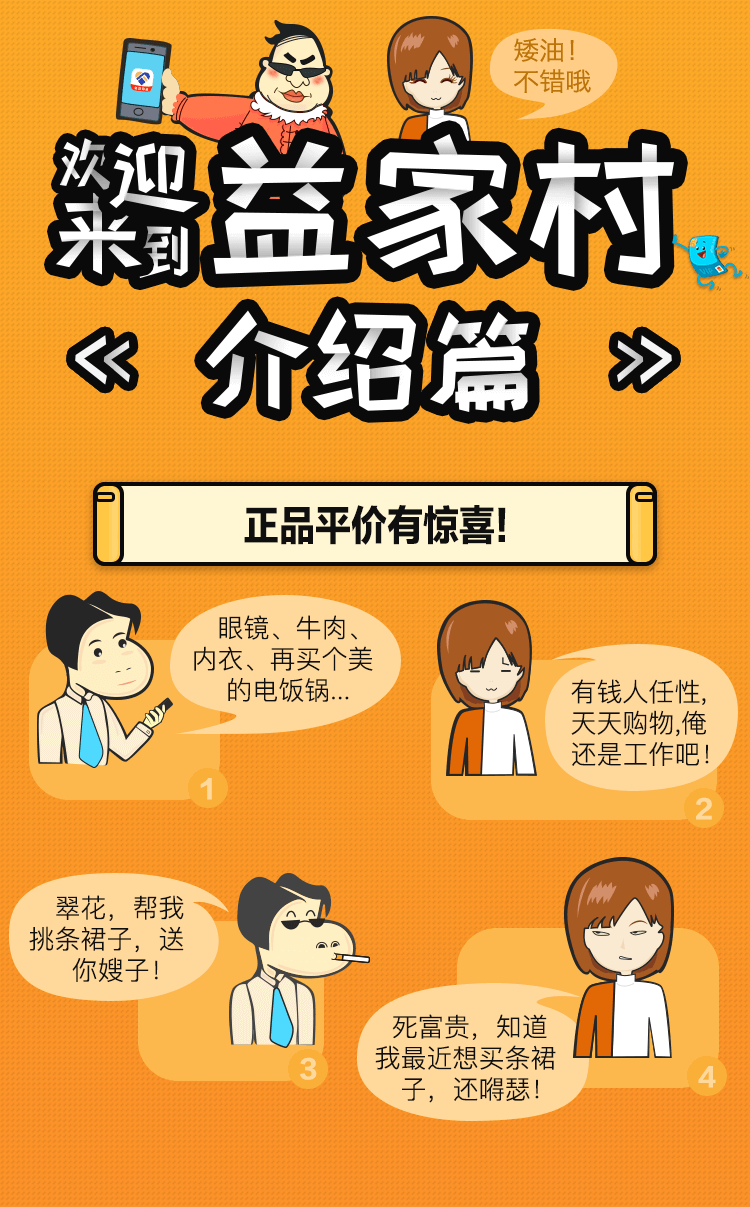 矮油！
不错哦
欢迎
来到
益家村
介绍篇
正品平价有惊喜!
眼镜、牛肉、
内衣、再买个美
的电饭锅...
1
有钱人任性,
天天购物,俺
还是工作吧！
2
翠花，帮我
挑条裙子，送
你嫂子！
3
死富贵，知道
我最近想买条裙
子，还嘚瑟！
4